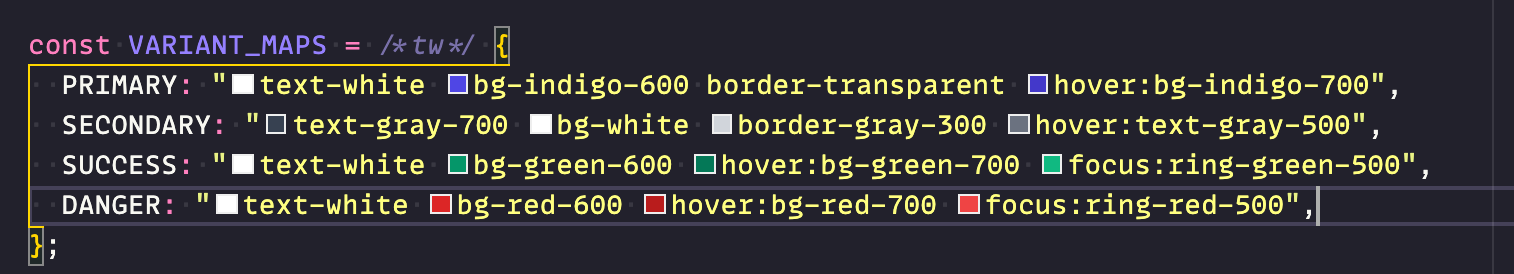 const VARIANT_MAPS = /*tw*/ {
  PRIMARY: "text-white bg-indigo-600 border-transparent hover:bg-indigo-700",
  SECONDARY: "text-gray-700 bg-white border-gray-300 hover:text-gray-500",
  SUCCESS: "text-white bg-green-600 hover:bg-green-700 focus:ring-green-500",
  DANGER: "text-white bg-red-600 hover:bg-red-700 focus:ring-red-500",
};